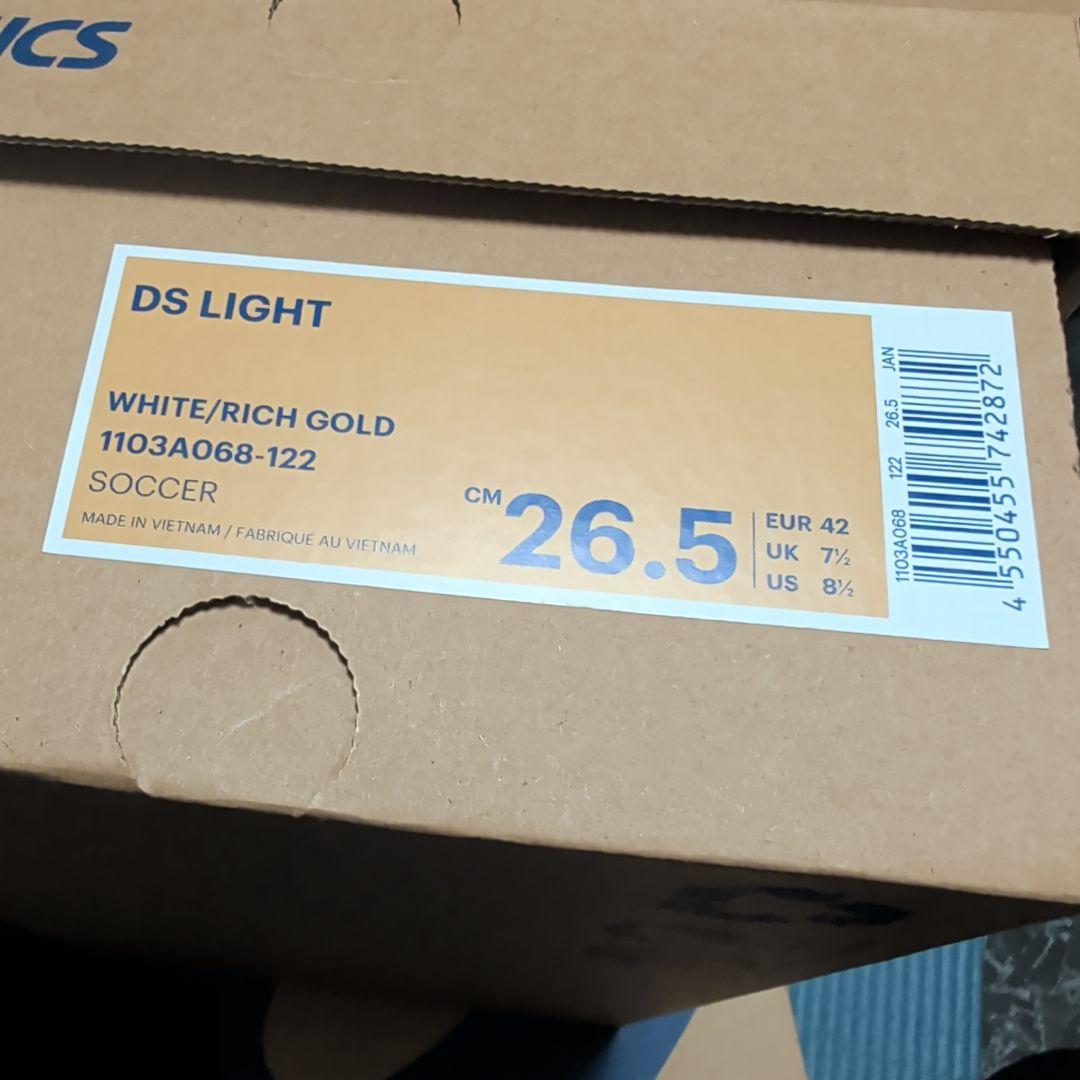 ICS
DS LIGHT
WHITE/RICH GOLD
1103A068-122
SOCCER
MADE IN VIETNAM / FABRIQUE AU VIETNAM
CM 26.5
EUR 42
UK 7½
US 8½
1103A068 122 26.5 JAN
4 550455 742872